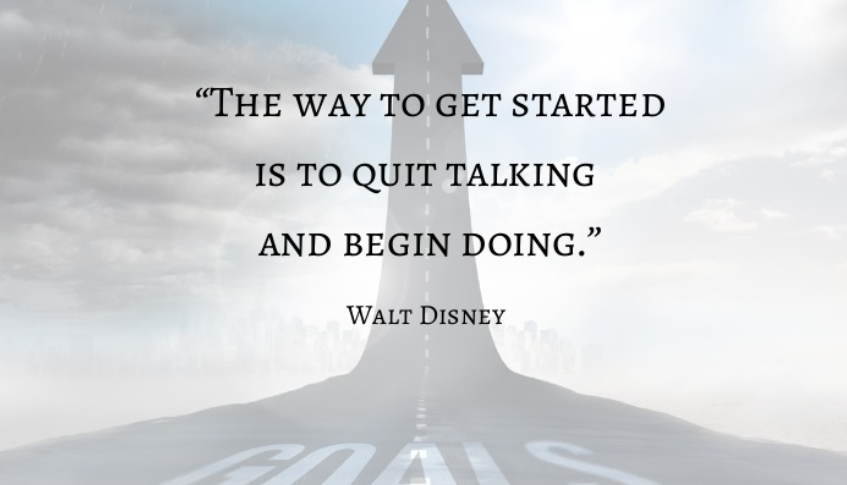 “The way to get started
is to quit talking
and begin doing.”
Walt Disney
GOALS